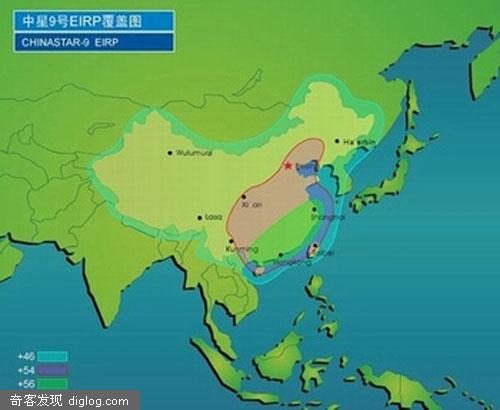 中星9号EIRP覆盖图
CHINASTAR-9 EIRP
Ha'erbin
Wulumuqi
Beijing
Xi'an
Lasa
Shanghai
Kunming
Taibei
Hongkong
+46
+54
+56
奇客发现 diglog.com